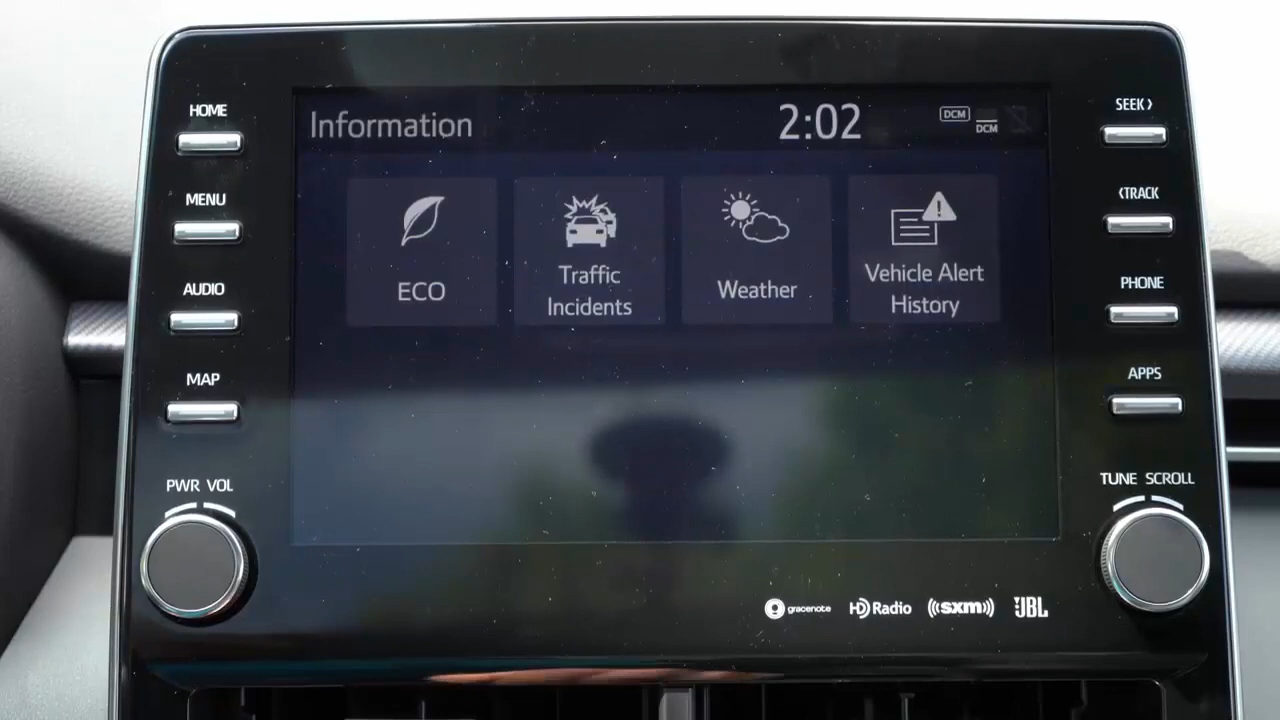 HOME
MENU
AUDIO
MAP
PWR VOL
Information
2:02
DCM
DCM
ECO
Traffic
Incidents
Weather
Vehicle Alert
History
SEEK>
<TRACK
PHONE
APPS
TUNE SCROLL
gracenote
HD Radio
((sxm))
JBL